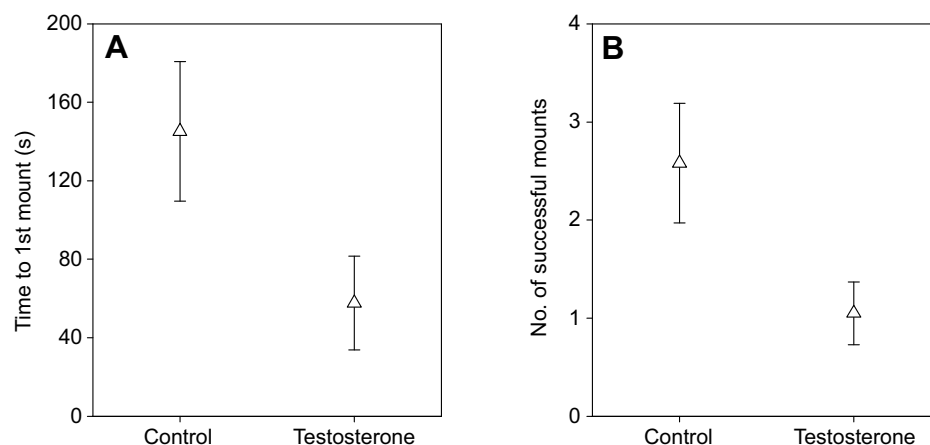 A
Time to 1st mount (s)
200
160
120
80
40
0
Control Testosterone
B
No. of successful mounts
4
3
2
1
0
Control Testosterone